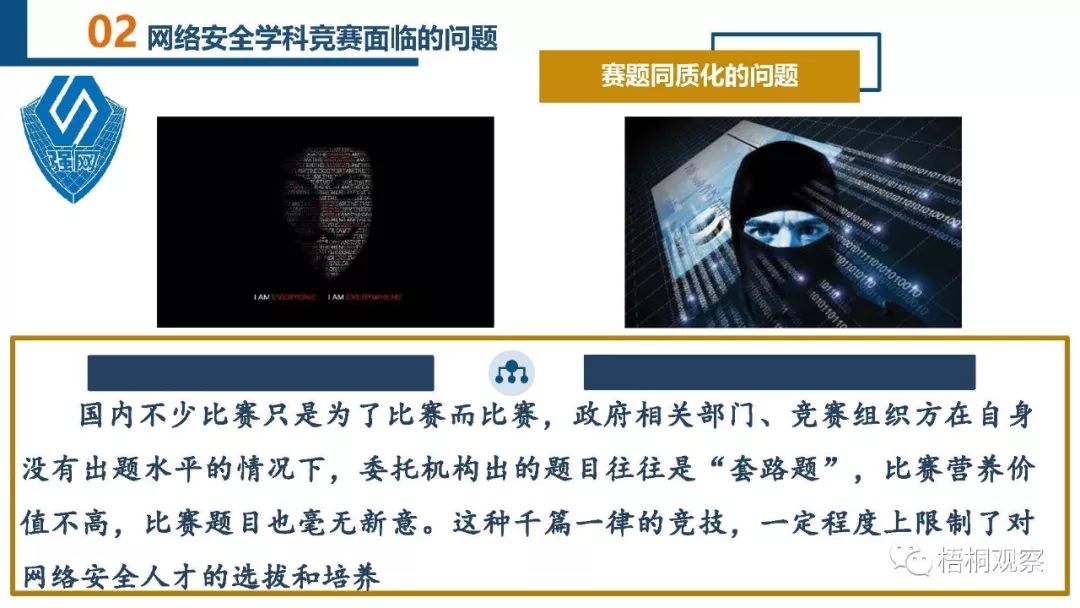 02 网络安全学科竞赛面临的问题
赛题同质化的问题
强网
I AM EVERYONE I AM EVERYWHERE
国内不少比赛只是为了比赛而比赛，政府相关部门、竞赛组织方在自身
没有出题水平的情况下，委托机构出的题目往往是“套路题”，比赛营养价
值不高，比赛题目也毫无新意。这种千篇一律的竞技，一定程度上限制了对
网络安全人才的选拔和培养
梧桐观察